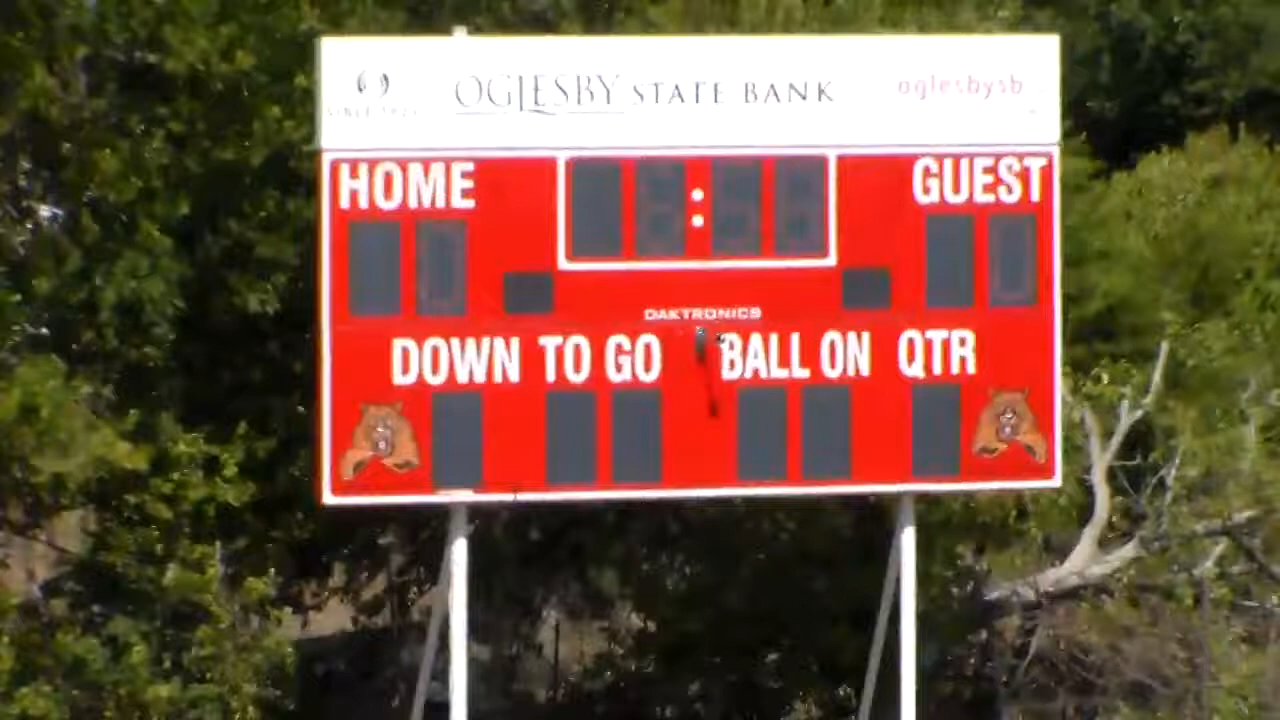 OGLESBY STATE BANK
oglesbysb
HOME
GUEST
DAKTRONICS
DOWN TO GO BALL ON QTR